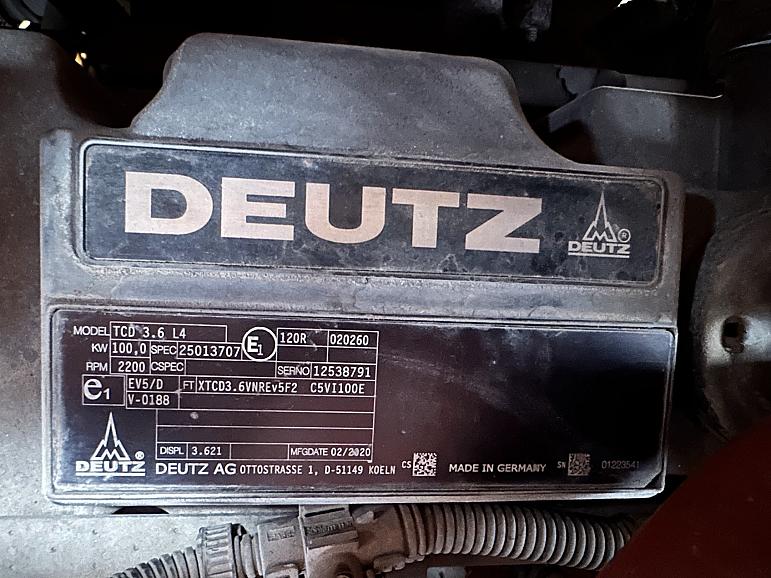 DEUTZ
DEUTZ ®
MODEL TCD 3.6 L4
E1 120R 020260
KW 100,0 SPEC 25013707
RPM 2200 CSPEC SERNO 12538791
e1 EV5/D FT XTCD3.6VNREv5F2 C5VI100E
V-0188
DISPL 3.621 MFGDATE 02/2020
DEUTZ DEUTZ AG OTTOSTRASSE 1, D-51149 KOELN CS MADE IN GERMANY SN 01223541